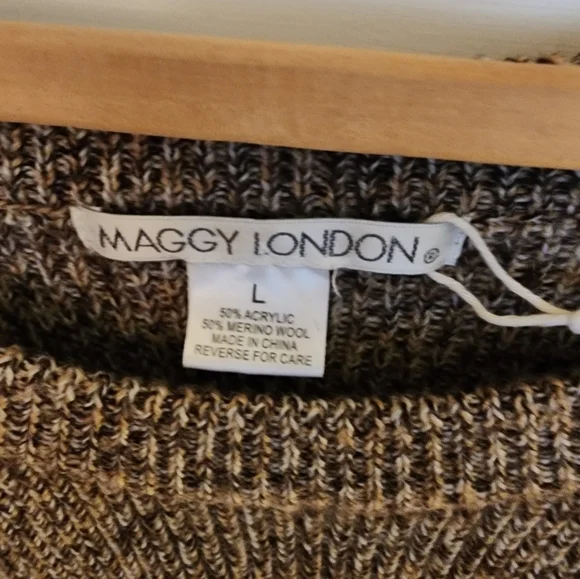 MAGGY LONDON®
L
50% ACRYLIC
50% MERINO WOOL
MADE IN CHINA
REVERSE FOR CARE